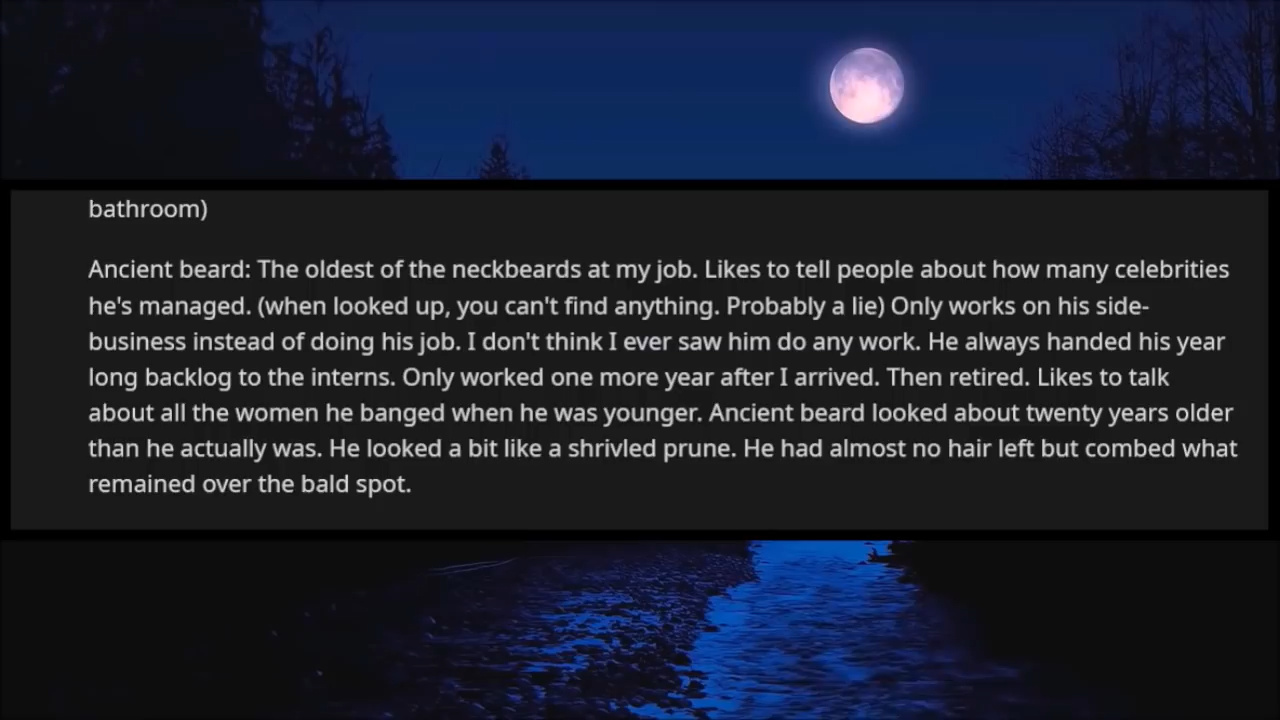 bathroom)
Ancient beard: The oldest of the neckbeards at my job. Likes to tell people about how many celebrities
he's managed. (when looked up, you can't find anything. Probably a lie) Only works on his side-
business instead of doing his job. I don't think I ever saw him do any work. He always handed his year
long backlog to the interns. Only worked one more year after I arrived. Then retired. Likes to talk
about all the women he banged when he was younger. Ancient beard looked about twenty years older
than he actually was. He looked a bit like a shrivled prune. He had almost no hair left but combed what
remained over the bald spot.